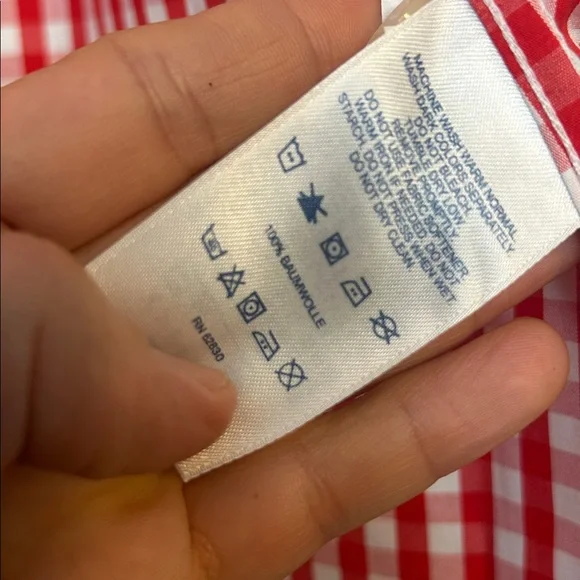 MACHINE WASH WARM NORMAL.
WASH DARK COLORS SEPARATELY.
DO NOT BLEACH.
TUMBLE DRY LOW.
REMOVE PROMPTLY.
DO NOT USE FABRIC SOFTENER
WARM IRON IF NEEDED. DO NOT
STARCH. DO NOT PRESS WHEN WET
DO NOT DRY CLEAN.
100% BAUMWOLLE
RN 62630